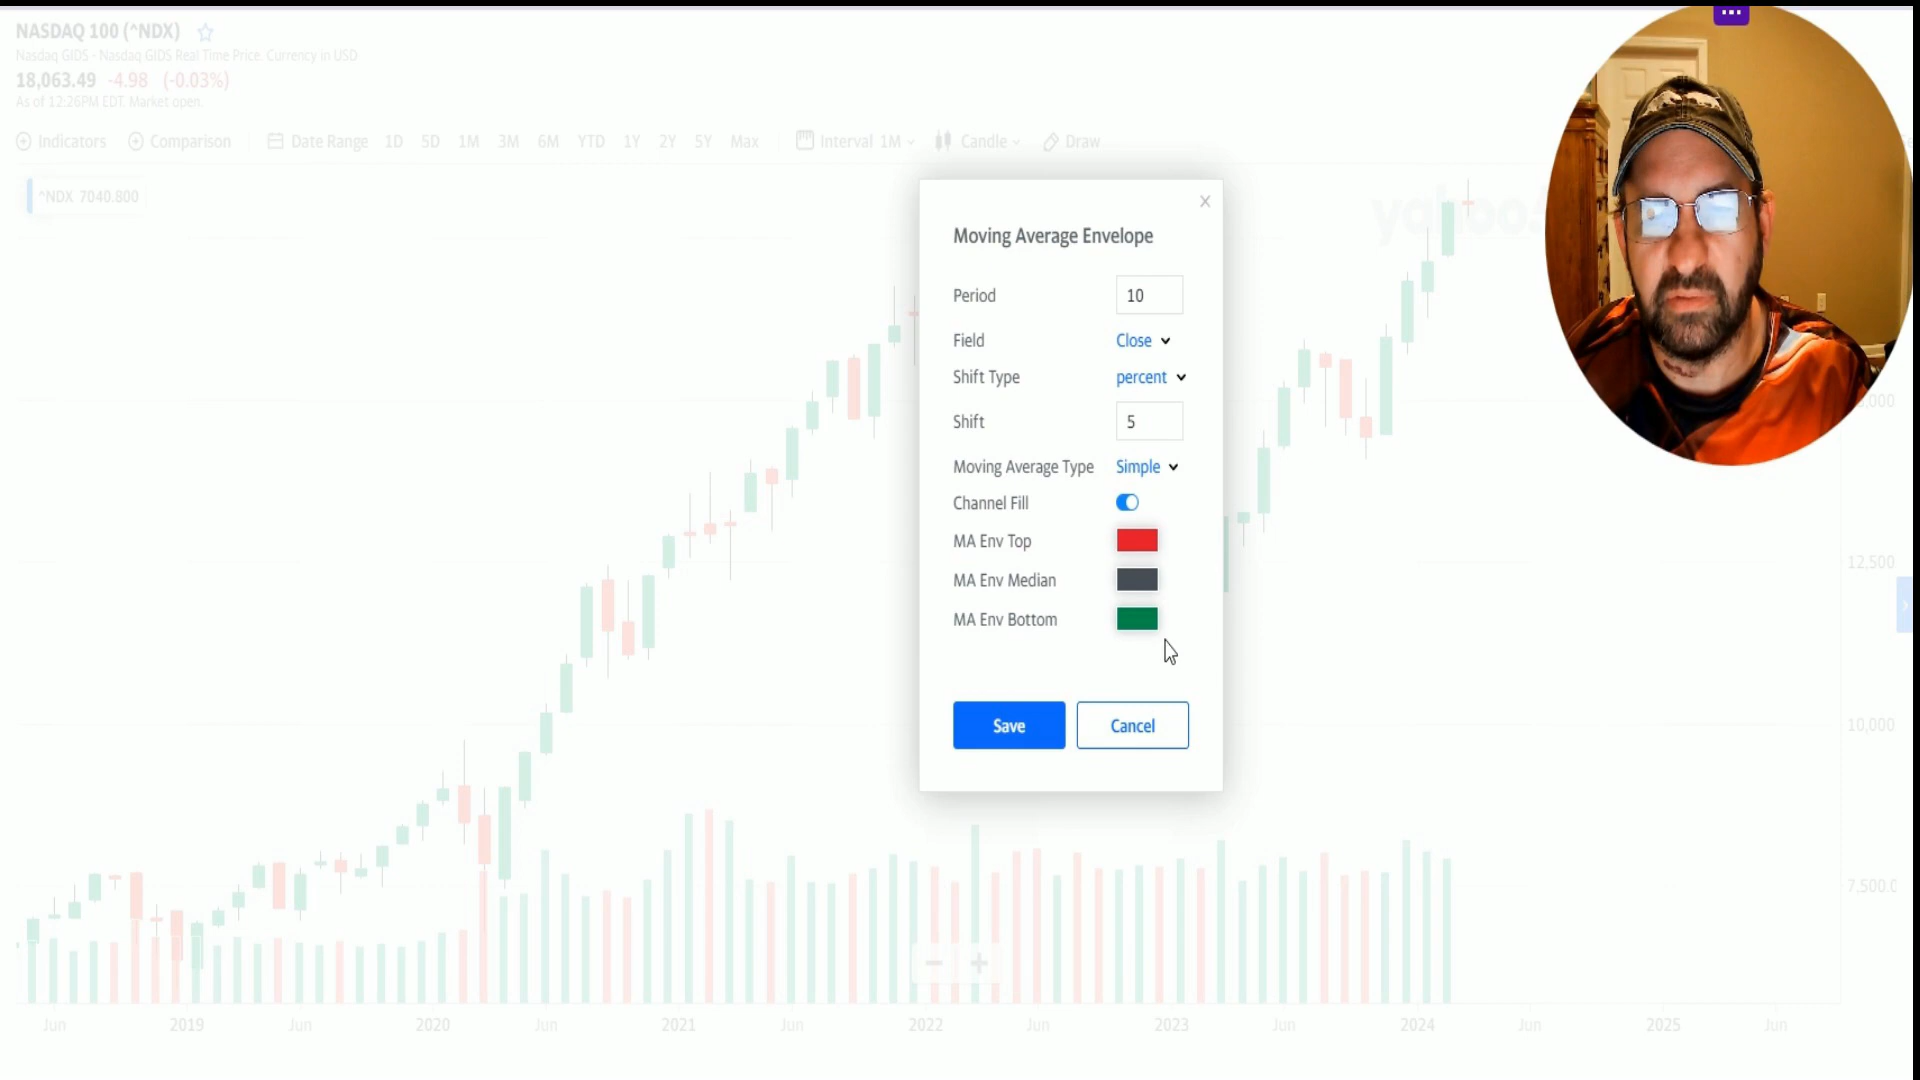 NASDAQ 100 (^NDX)
Nasdaq GIDS - Nasdaq GIDS Real Time Price. Currency in USD
18,063.49 -4.98 (-0.03%)
As of 12:26PM EDT. Market open.
Indicators Comparison Date Range 1D 5D 1M 3M 6M YTD 1Y 2Y 5Y Max Interval 1M Candle Draw
^NDX 7040.800
Moving Average Envelope
Period 10
Field Close
Shift Type percent
Shift 5
Moving Average Type Simple
Channel Fill
MA Env Top
MA Env Median
MA Env Bottom
Save Cancel
12,500
10,000
Jun 2019 Jun 2020 Jun 2021 Jun 2022 Jun 2023 Jun 2024 Jun 2025 Jun